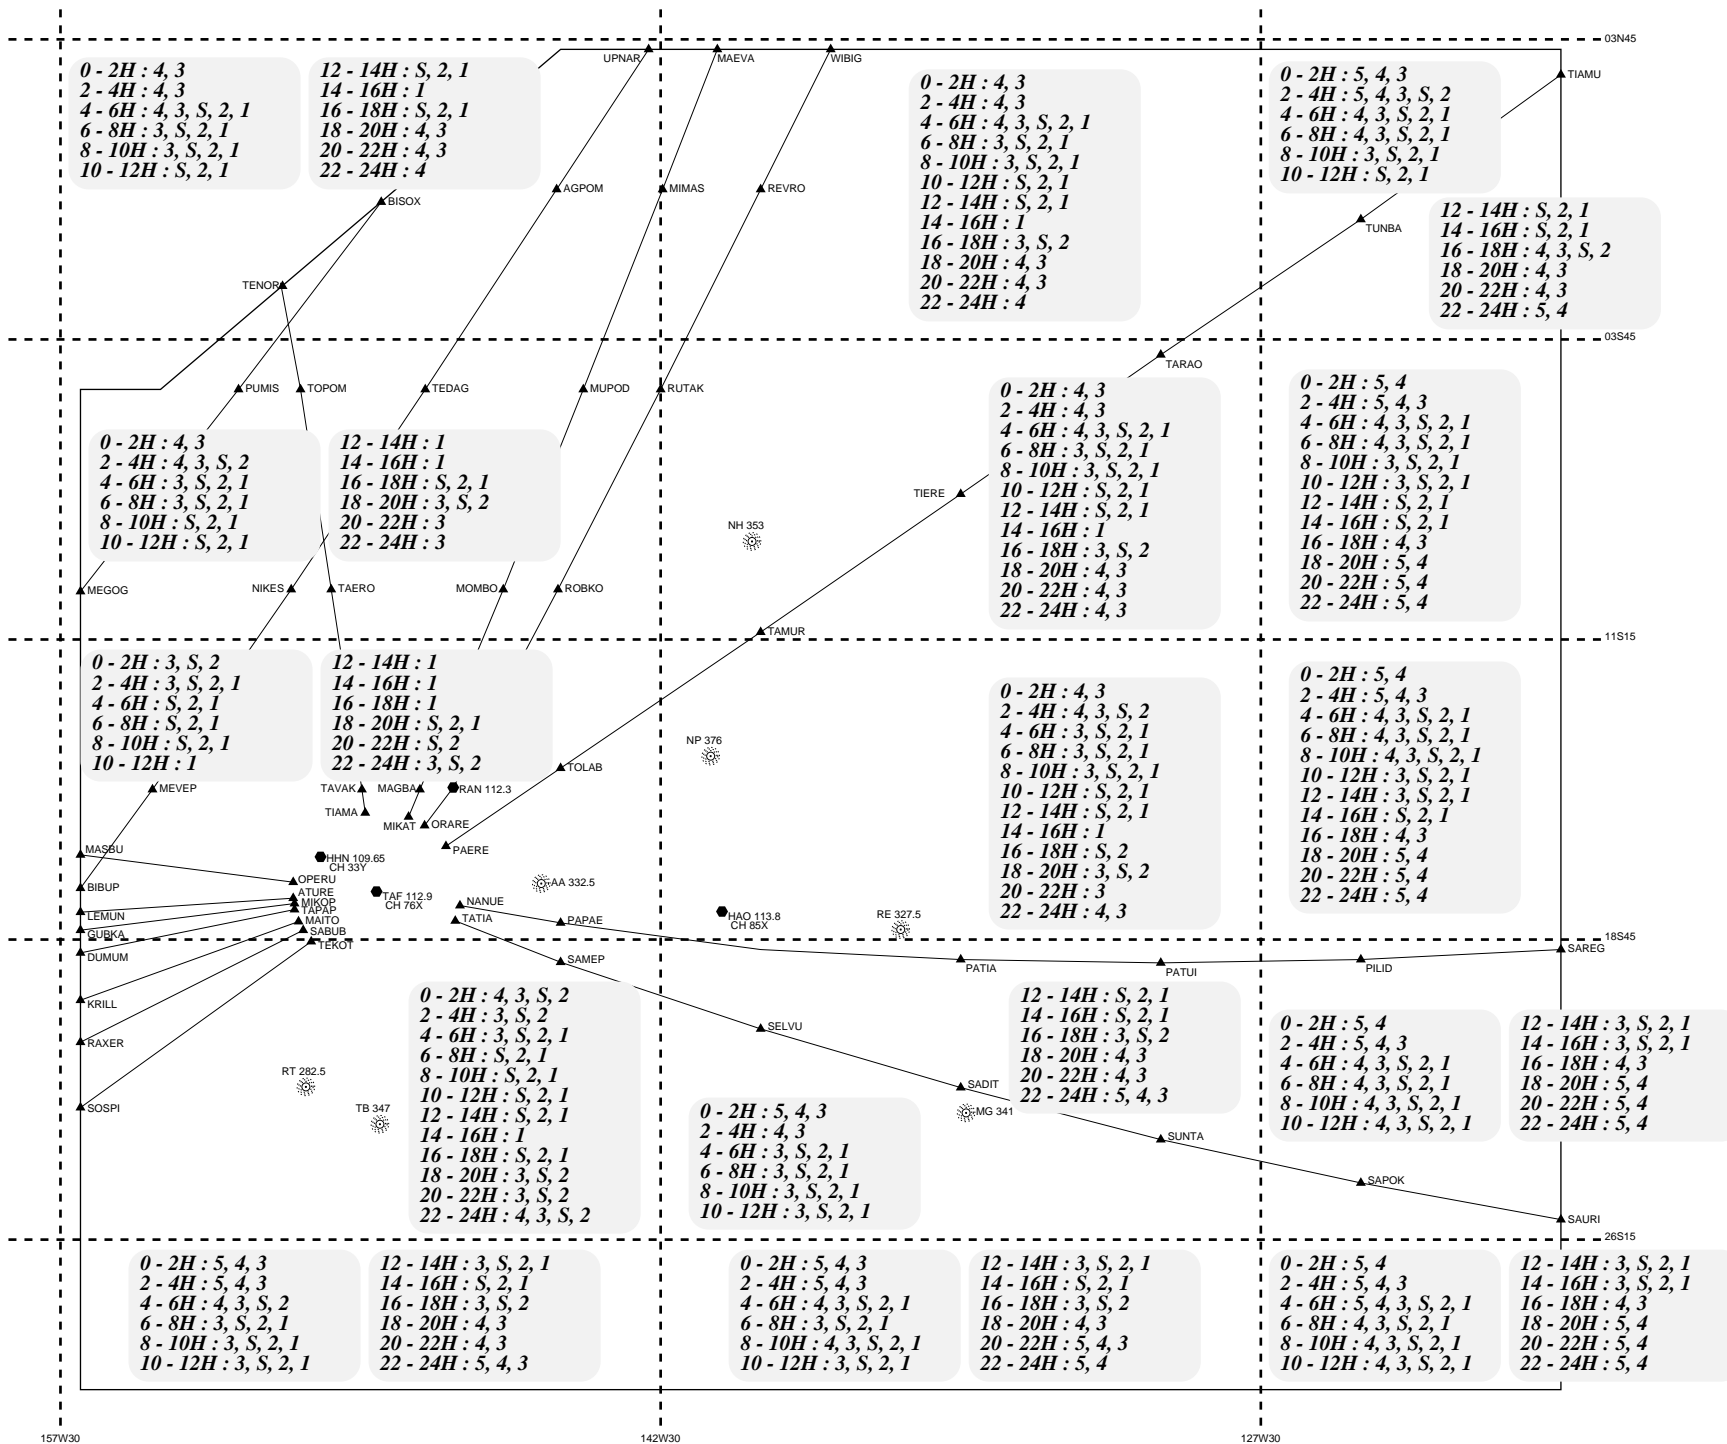 03N45
UPNAR
MAEVA
WIBIG
TIAMU
0 - 2H : 4, 3
2 - 4H : 4, 3
4 - 6H : 4, 3, S, 2, 1
6 - 8H : 3, S, 2, 1
8 - 10H : 3, S, 2, 1
10 - 12H : S, 2, 1
12 - 14H : S, 2, 1
14 - 16H : 1
16 - 18H : S, 2, 1
18 - 20H : 4, 3
20 - 22H : 4, 3
22 - 24H : 4
0 - 2H : 4, 3
2 - 4H : 4, 3
4 - 6H : 4, 3, S, 2, 1
6 - 8H : 3, S, 2, 1
8 - 10H : 3, S, 2, 1
10 - 12H : S, 2, 1
12 - 14H : S, 2, 1
14 - 16H : 1
16 - 18H : 3, S, 2
18 - 20H : 4, 3
20 - 22H : 4, 3
22 - 24H : 4
0 - 2H : 5, 4, 3
2 - 4H : 5, 4, 3, S, 2
4 - 6H : 4, 3, S, 2, 1
6 - 8H : 4, 3, S, 2, 1
8 - 10H : 3, S, 2, 1
10 - 12H : S, 2, 1
12 - 14H : S, 2, 1
14 - 16H : S, 2, 1
16 - 18H : 4, 3, S, 2
18 - 20H : 4, 3
20 - 22H : 4, 3
22 - 24H : 5, 4
BISOX
AGPOM
MIMAS
REVRO
TUNBA
TENOR
03S45
TARAO
PUMIS
TOPOM
TEDAG
MUPOD
RUTAK
0 - 2H : 4, 3
2 - 4H : 4, 3, S, 2
4 - 6H : 3, S, 2, 1
6 - 8H : 3, S, 2, 1
8 - 10H : S, 2, 1
10 - 12H : S, 2, 1
12 - 14H : 1
14 - 16H : 1
16 - 18H : S, 2, 1
18 - 20H : 3, S, 2
20 - 22H : 3
22 - 24H : 3
0 - 2H : 4, 3
2 - 4H : 4, 3
4 - 6H : 4, 3, S, 2, 1
6 - 8H : 3, S, 2, 1
8 - 10H : 3, S, 2, 1
10 - 12H : S, 2, 1
12 - 14H : S, 2, 1
14 - 16H : 1
16 - 18H : 3, S, 2
18 - 20H : 4, 3
20 - 22H : 4, 3
22 - 24H : 4, 3
0 - 2H : 5, 4
2 - 4H : 5, 4, 3
4 - 6H : 4, 3, S, 2, 1
6 - 8H : 4, 3, S, 2, 1
8 - 10H : 3, S, 2, 1
10 - 12H : 3, S, 2, 1
12 - 14H : S, 2, 1
14 - 16H : S, 2, 1
16 - 18H : 4, 3
18 - 20H : 5, 4
20 - 22H : 5, 4
22 - 24H : 5, 4
TIERE
NH 353
MEGOG
NIKES
TAERO
MOMBO
ROBKO
TAMUR
11S15
0 - 2H : 3, S, 2
2 - 4H : 3, S, 2, 1
4 - 6H : S, 2, 1
6 - 8H : S, 2, 1
8 - 10H : S, 2, 1
10 - 12H : 1
12 - 14H : 1
14 - 16H : 1
16 - 18H : 1
18 - 20H : S, 2, 1
20 - 22H : S, 2
22 - 24H : 3, S, 2
0 - 2H : 4, 3
2 - 4H : 4, 3, S, 2
4 - 6H : 3, S, 2, 1
6 - 8H : 3, S, 2, 1
8 - 10H : 3, S, 2, 1
10 - 12H : S, 2, 1
12 - 14H : S, 2, 1
14 - 16H : 1
16 - 18H : S, 2
18 - 20H : 3, S, 2
20 - 22H : 3
22 - 24H : 4, 3
0 - 2H : 5, 4
2 - 4H : 5, 4, 3
4 - 6H : 4, 3, S, 2, 1
6 - 8H : 4, 3, S, 2, 1
8 - 10H : 4, 3, S, 2, 1
10 - 12H : 3, S, 2, 1
12 - 14H : 3, S, 2, 1
14 - 16H : S, 2, 1
16 - 18H : 4, 3
18 - 20H : 5, 4
20 - 22H : 5, 4
22 - 24H : 5, 4
NP 376
TOLAB
MEVEP
TAVAK
MAGBA
RAN 112.3
TIAMA
MIKAT
ORARE
PAERE
MASBU
HHN 109.65
CH 33Y
OPERU
BIBUP
ATURE
MIKOP
TAPAP
TAF 112.9
CH 76X
AA 332.5
NANUE
LEMUN
MAITO
TATIA
PAPAE
HAO 113.8
CH 85X
RE 327.5
GUBKA
SABUB
TEKOT
18S45
DUMUM
SAMEP
PATIA
PATUI
PILID
SAREG
KRILL
RAXER
SELVU
0 - 2H : 4, 3, S, 2
2 - 4H : 3, S, 2
4 - 6H : 3, S, 2, 1
6 - 8H : S, 2, 1
8 - 10H : S, 2, 1
10 - 12H : S, 2, 1
12 - 14H : S, 2, 1
14 - 16H : 1
16 - 18H : S, 2, 1
18 - 20H : 3, S, 2
20 - 22H : 3, S, 2
22 - 24H : 4, 3, S, 2
0 - 2H : 5, 4, 3
2 - 4H : 4, 3
4 - 6H : 3, S, 2, 1
6 - 8H : 3, S, 2, 1
8 - 10H : 3, S, 2, 1
10 - 12H : 3, S, 2, 1
12 - 14H : S, 2, 1
14 - 16H : S, 2, 1
16 - 18H : 3, S, 2
18 - 20H : 4, 3
20 - 22H : 4, 3
22 - 24H : 5, 4, 3
0 - 2H : 5, 4
2 - 4H : 5, 4, 3
4 - 6H : 4, 3, S, 2, 1
6 - 8H : 4, 3, S, 2, 1
8 - 10H : 4, 3, S, 2, 1
10 - 12H : 4, 3, S, 2, 1
12 - 14H : 3, S, 2, 1
14 - 16H : 3, S, 2, 1
16 - 18H : 4, 3
18 - 20H : 5, 4
20 - 22H : 5, 4
22 - 24H : 5, 4
RT 282.5
TB 347
SOSPI
SADIT
MG 341
SUNTA
SAPOK
SAURI
26S15
0 - 2H : 5, 4, 3
2 - 4H : 5, 4, 3
4 - 6H : 4, 3, S, 2
6 - 8H : 3, S, 2, 1
8 - 10H : 3, S, 2, 1
10 - 12H : 3, S, 2, 1
12 - 14H : 3, S, 2, 1
14 - 16H : S, 2, 1
16 - 18H : 3, S, 2
18 - 20H : 4, 3
20 - 22H : 4, 3
22 - 24H : 5, 4, 3
0 - 2H : 5, 4, 3
2 - 4H : 5, 4, 3
4 - 6H : 4, 3, S, 2, 1
6 - 8H : 3, S, 2, 1
8 - 10H : 4, 3, S, 2, 1
10 - 12H : 3, S, 2, 1
12 - 14H : 3, S, 2, 1
14 - 16H : S, 2, 1
16 - 18H : 3, S, 2
18 - 20H : 4, 3
20 - 22H : 5, 4, 3
22 - 24H : 5, 4
0 - 2H : 5, 4
2 - 4H : 5, 4, 3
4 - 6H : 5, 4, 3, S, 2, 1
6 - 8H : 4, 3, S, 2, 1
8 - 10H : 4, 3, S, 2, 1
10 - 12H : 4, 3, S, 2, 1
12 - 14H : 3, S, 2, 1
14 - 16H : 3, S, 2, 1
16 - 18H : 4, 3
18 - 20H : 5, 4
20 - 22H : 5, 4
22 - 24H : 5, 4
157W30
142W30
127W30